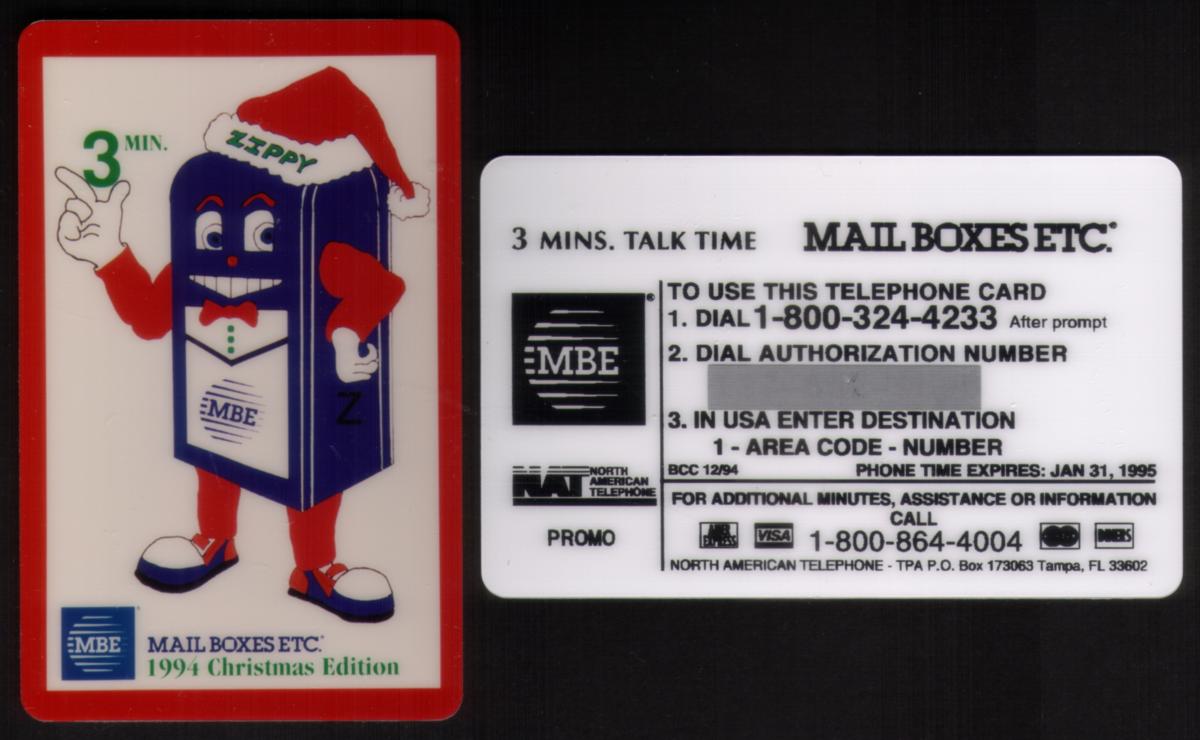 ZIPPY
3 MIN.
MBE
Z
MBE
MAIL BOXES ETC.
1994 Christmas Edition
3 MINS. TALK TIME
MAIL BOXES ETC.
MBE ®
TO USE THIS TELEPHONE CARD
1. DIAL 1-800-324-4233 After prompt
2. DIAL AUTHORIZATION NUMBER
3. IN USA ENTER DESTINATION
1 - AREA CODE - NUMBER
BCC 12/94 PHONE TIME EXPIRES: JAN 31, 1995
NAT NORTH
AMERICAN
TELEPHONE
PROMO
FOR ADDITIONAL MINUTES, ASSISTANCE OR INFORMATION
CALL
VISA 1-800-864-4004
NORTH AMERICAN TELEPHONE - TPA P.O. Box 173063 Tampa, FL 33602